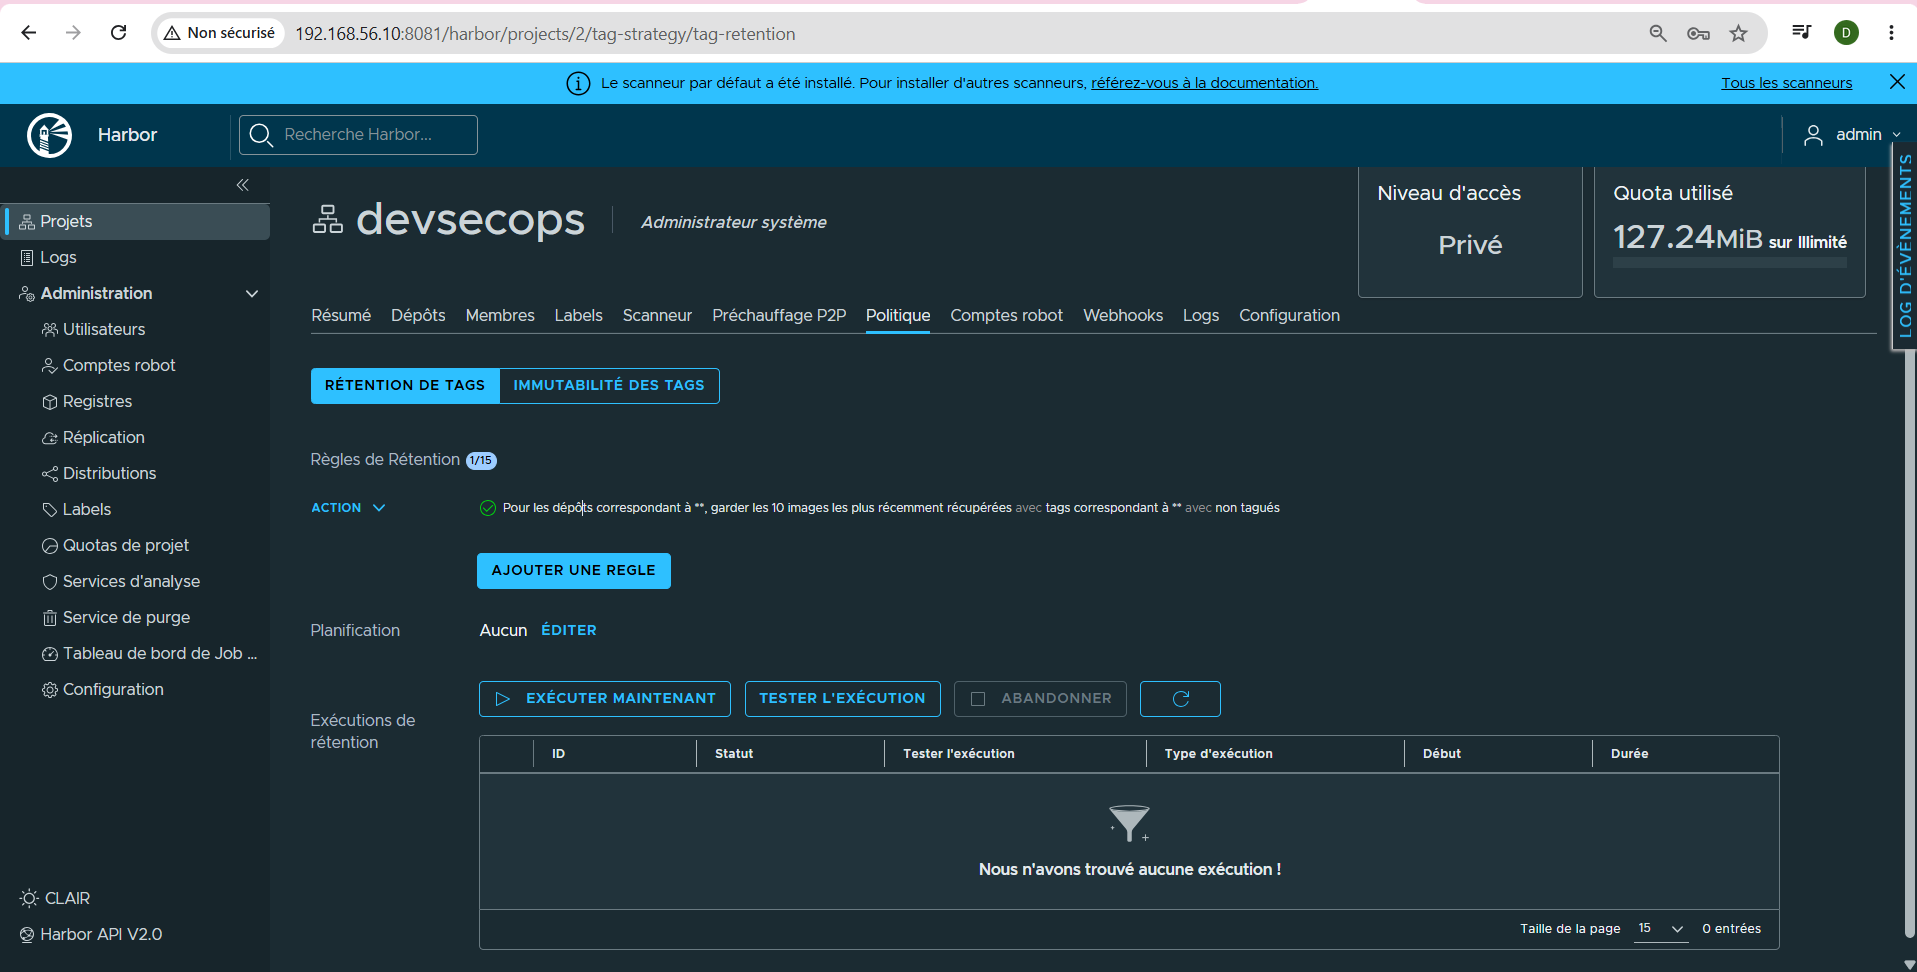 Non sécurisé 192.168.56.10:8081/harbor/projects/2/tag-strategy/tag-retention D
Le scanneur par défaut a été installé. Pour installer d'autres scanneurs, référez-vous à la documentation. Tous les scanneurs
Harbor Recherche Harbor... admin
LOG D'ÉVÈNEMENTS
Projets
Logs
Administration
Utilisateurs
Comptes robot
Registres
Réplication
Distributions
Labels
Quotas de projet
Services d'analyse
Service de purge
Tableau de bord de Job ...
Configuration
CLAIR
Harbor API V2.0
devsecops Administrateur système
Niveau d'accès
Privé
Quota utilisé
127.24MiB sur Illimité
Résumé Dépôts Membres Labels Scanneur Préchauffage P2P Politique Comptes robot Webhooks Logs Configuration
RÉTENTION DE TAGS IMMUTABILITÉ DES TAGS
Règles de Rétention 1/15
ACTION Pour les dépôts correspondant à **, garder les 10 images les plus récemment récupérées avec tags correspondant à ** avec non tagués
AJOUTER UNE REGLE
Planification Aucun ÉDITER
EXÉCUTER MAINTENANT TESTER L'EXÉCUTION ABANDONNER
Exécutions de
rétention
ID Statut Tester l'exécution Type d'exécution Début Durée
Nous n'avons trouvé aucune exécution !
Taille de la page 15 0 entrées